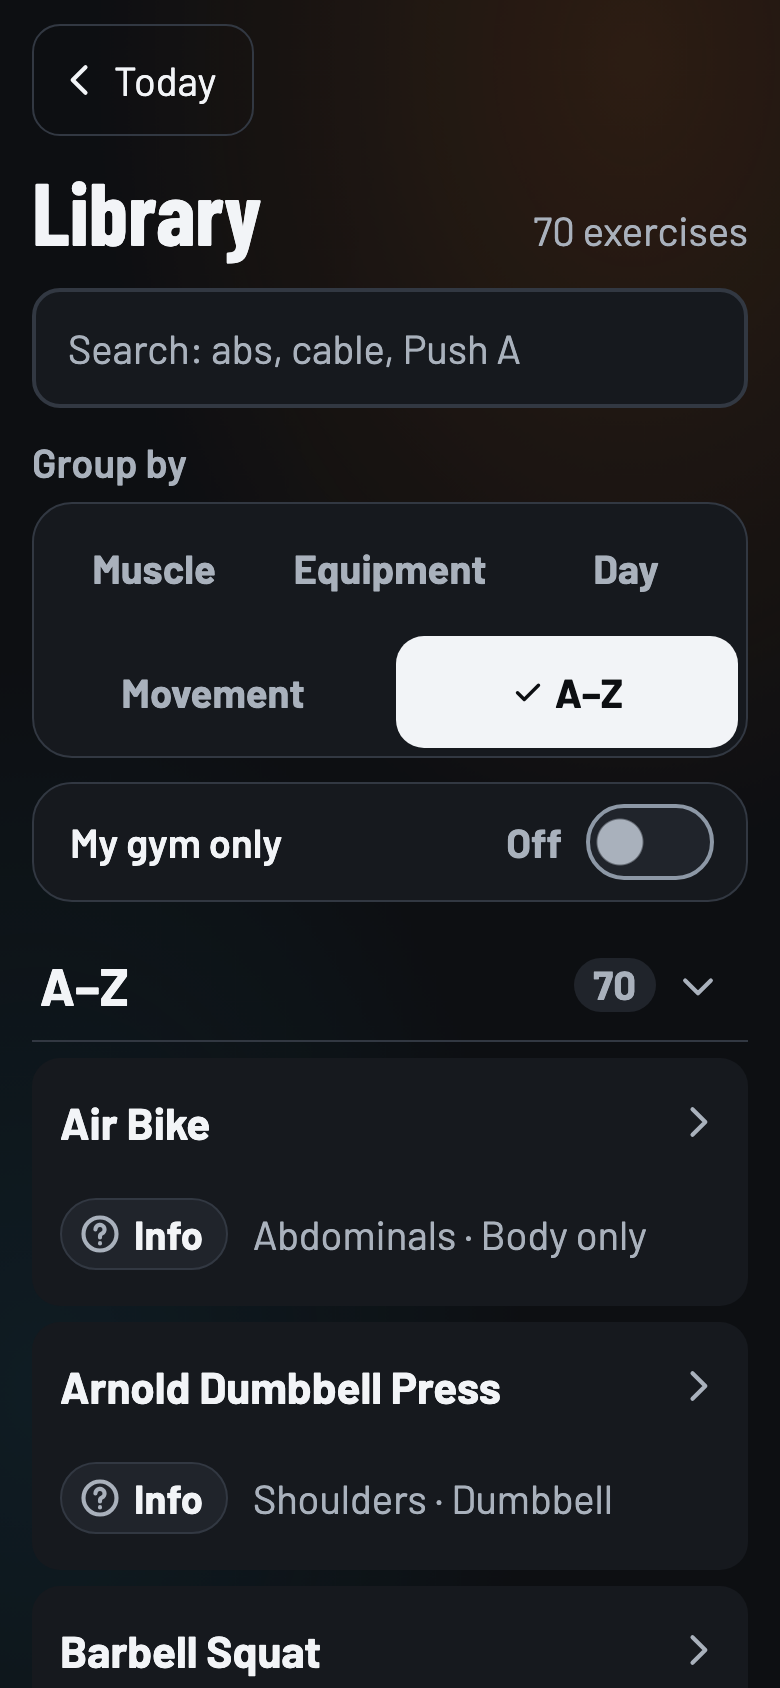 Today
Library
70 exercises
Search: abs, cable, Push A
Group by
Muscle Equipment Day
Movement A–Z
My gym only Off
A–Z 70
Air Bike
Info Abdominals · Body only
Arnold Dumbbell Press
Info Shoulders · Dumbbell
Barbell Squat